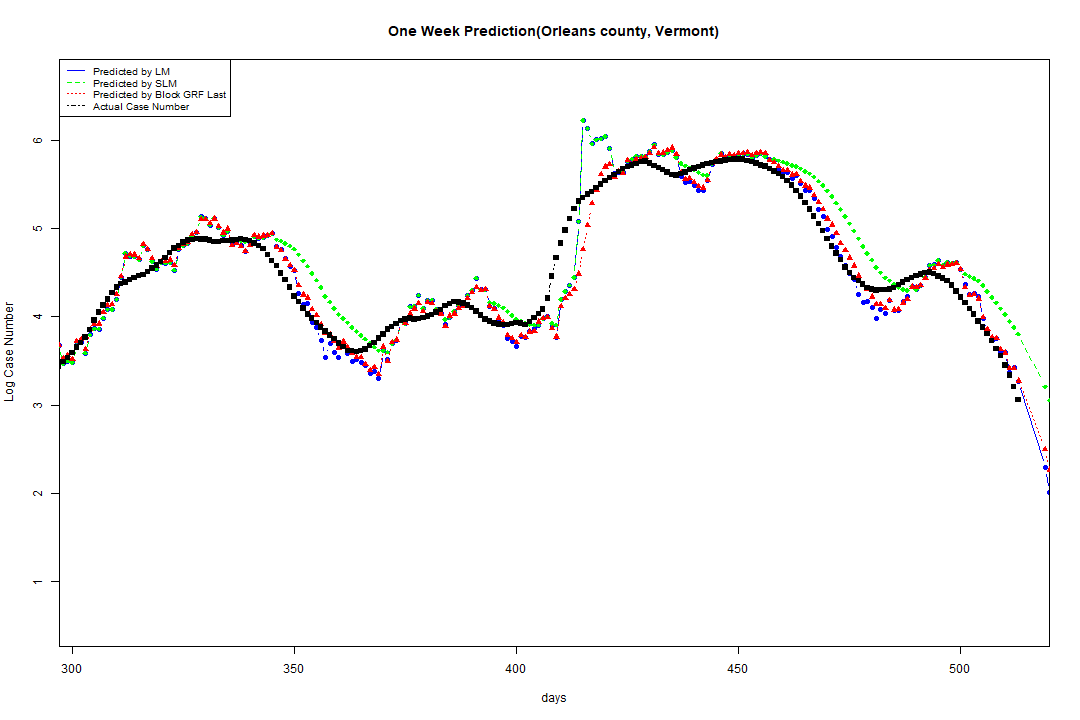 One Week Prediction(Orleans county, Vermont)
Predicted by LM
Predicted by SLM
Predicted by Block GRF Last
Actual Case Number
Log Case Number
6
5
4
3
2
1
300
350
400
450
500
days